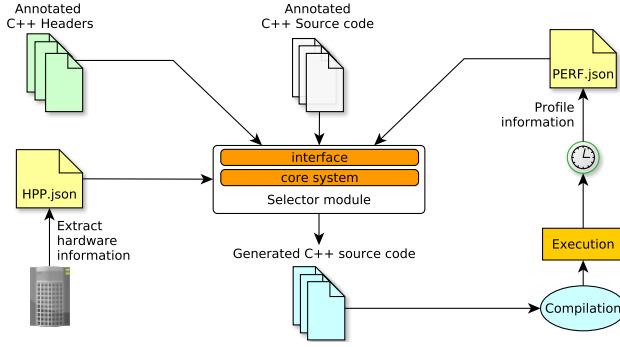 Annotated
C++ Headers
Annotated
C++ Source code
PERF.json
Profile
information
interface
core system
Selector module
HPP.json
Extract
hardware
information
Generated C++ source code
Execution
Compilation